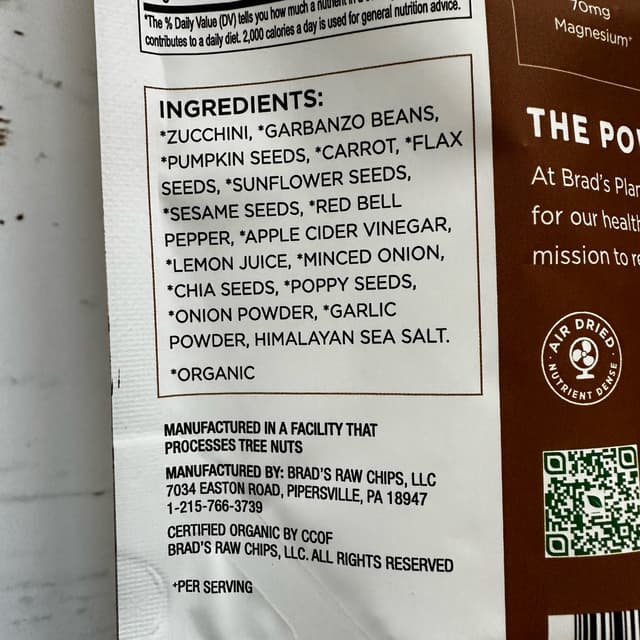 *The % Daily Value (DV) tells you how much a nutrient in a
contributes to a daily diet. 2,000 calories a day is used for general nutrition advice.
INGREDIENTS:
*ZUCCHINI, *GARBANZO BEANS,
*PUMPKIN SEEDS, *CARROT, *FLAX
SEEDS, *SUNFLOWER SEEDS,
*SESAME SEEDS, *RED BELL
PEPPER, *APPLE CIDER VINEGAR,
*LEMON JUICE, *MINCED ONION,
*CHIA SEEDS, *POPPY SEEDS,
*ONION POWDER, *GARLIC
POWDER, HIMALAYAN SEA SALT.
*ORGANIC
MANUFACTURED IN A FACILITY THAT
PROCESSES TREE NUTS
MANUFACTURED BY: BRAD'S RAW CHIPS, LLC
7034 EASTON ROAD, PIPERSVILLE, PA 18947
1-215-766-3739
CERTIFIED ORGANIC BY CCOF
BRAD'S RAW CHIPS, LLC. ALL RIGHTS RESERVED
+PER SERVING
70mg
Magnesium+
THE PO
At Brad's Plan
for our health
mission to re
AIR DRIED
NUTRIENT DENSE